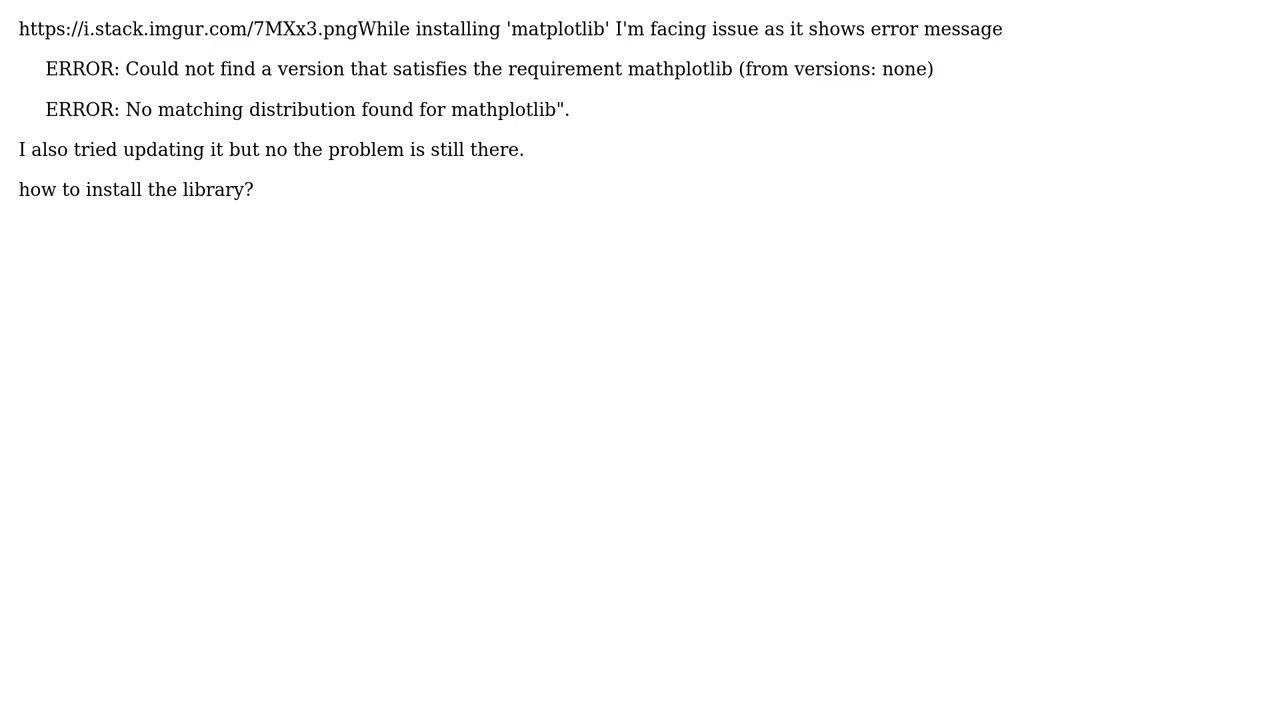 https://i.stack.imgur.com/7MXx3.pngWhile installing 'matplotlib' I'm facing issue as it shows error message
ERROR: Could not find a version that satisfies the requirement mathplotlib (from versions: none)
ERROR: No matching distribution found for mathplotlib".
I also tried updating it but no the problem is still there.
how to install the library?